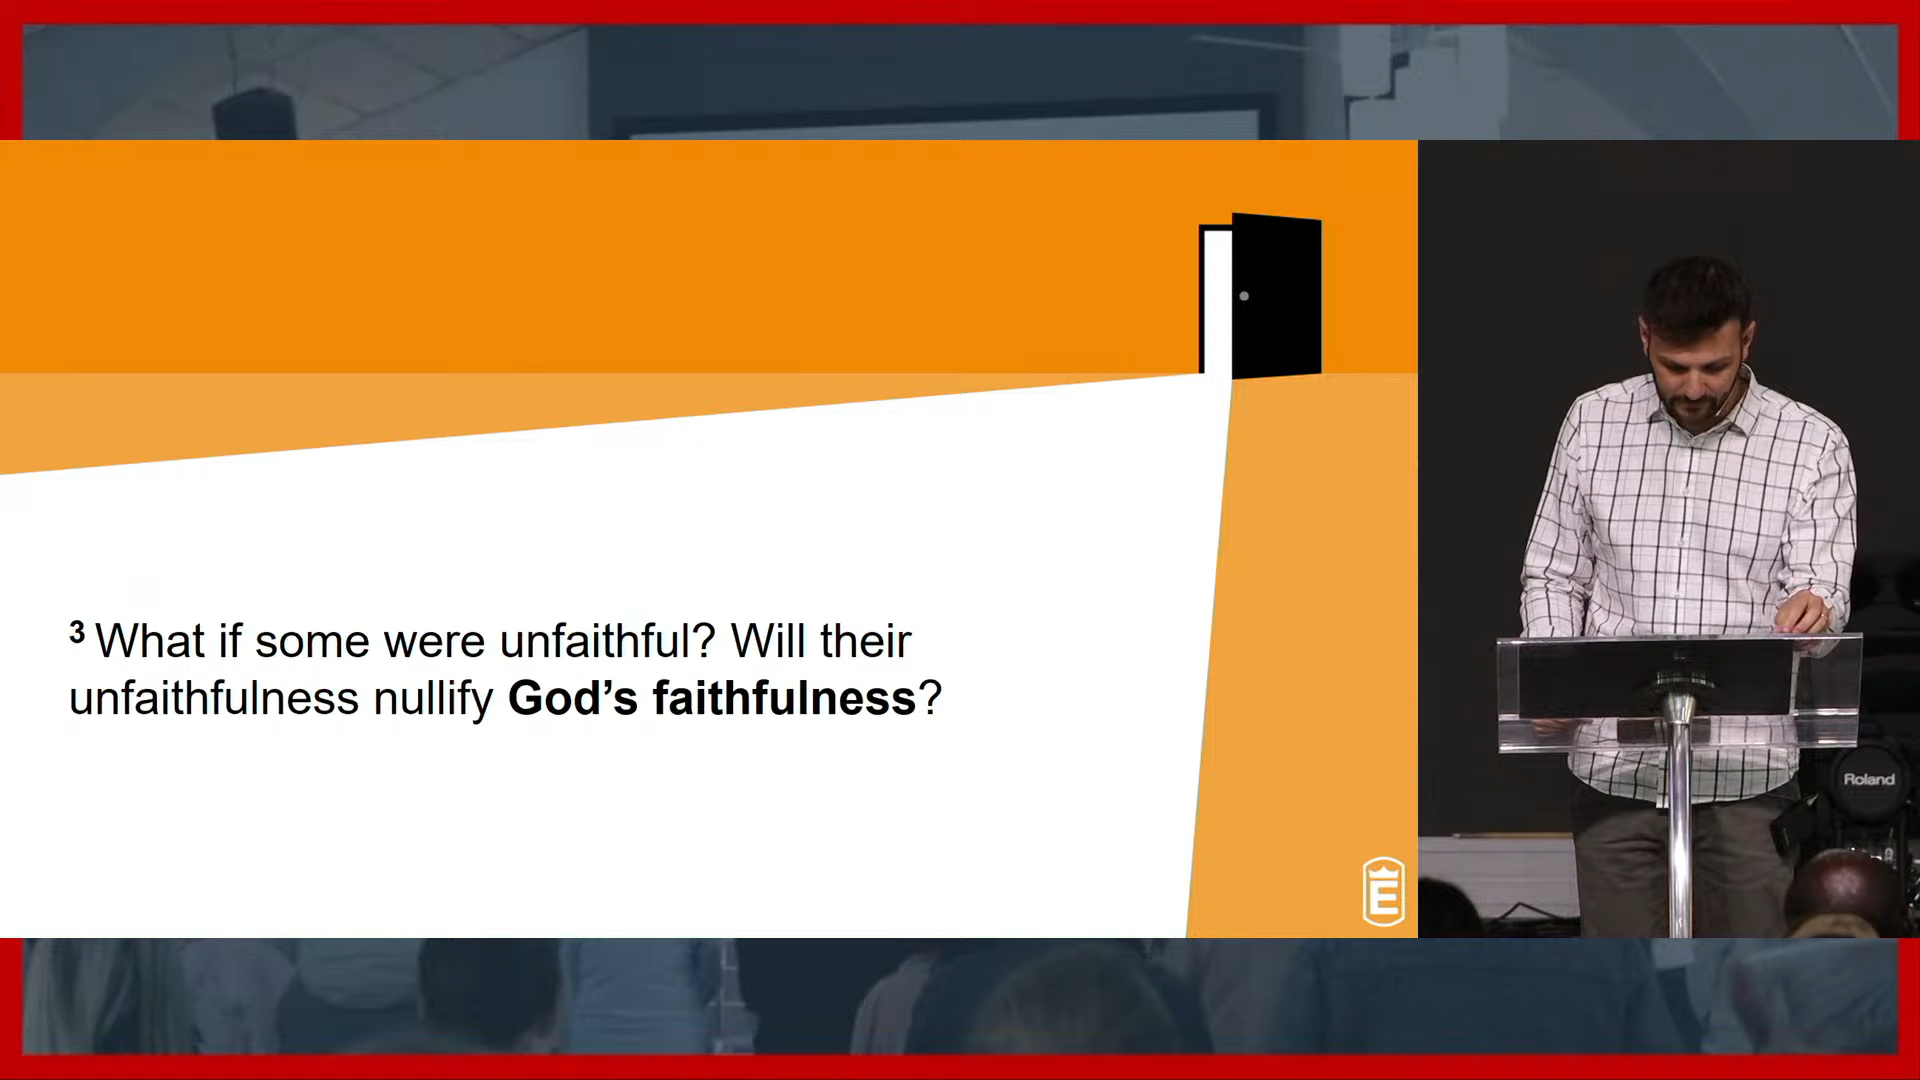 ³ What if some were unfaithful? Will their
unfaithfulness nullify God’s faithfulness?
E
Roland